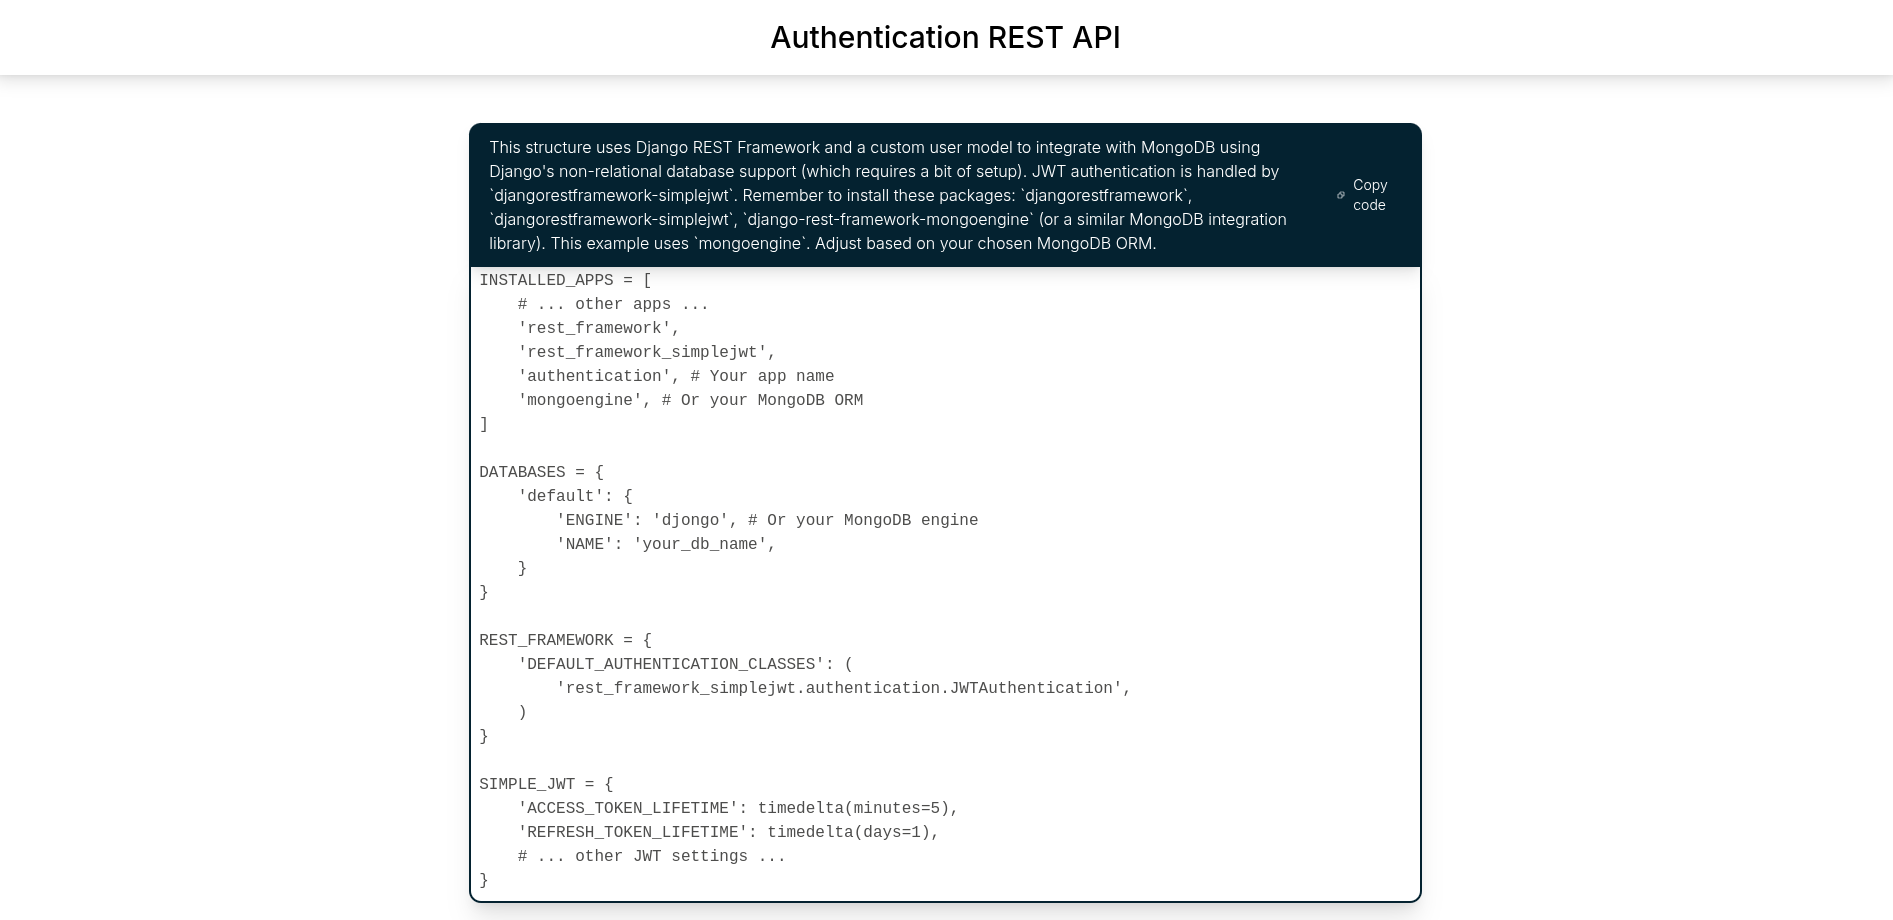 Authentication REST API
This structure uses Django REST Framework and a custom user model to integrate with MongoDB using
Django's non-relational database support (which requires a bit of setup). JWT authentication is handled by
`djangorestframework-simplejwt`. Remember to install these packages: `djangorestframework`,
`djangorestframework-simplejwt`, `django-rest-framework-mongoengine` (or a similar MongoDB integration
library). This example uses `mongoengine`. Adjust based on your chosen MongoDB ORM.
Copy
code
INSTALLED_APPS = [
    # ... other apps ...
    'rest_framework',
    'rest_framework_simplejwt',
    'authentication', # Your app name
    'mongoengine', # Or your MongoDB ORM
]
DATABASES = {
    'default': {
        'ENGINE': 'djongo', # Or your MongoDB engine
        'NAME': 'your_db_name',
    }
}
REST_FRAMEWORK = {
    'DEFAULT_AUTHENTICATION_CLASSES': (
        'rest_framework_simplejwt.authentication.JWTAuthentication',
    )
}
SIMPLE_JWT = {
    'ACCESS_TOKEN_LIFETIME': timedelta(minutes=5),
    'REFRESH_TOKEN_LIFETIME': timedelta(days=1),
    # ... other JWT settings ...
}